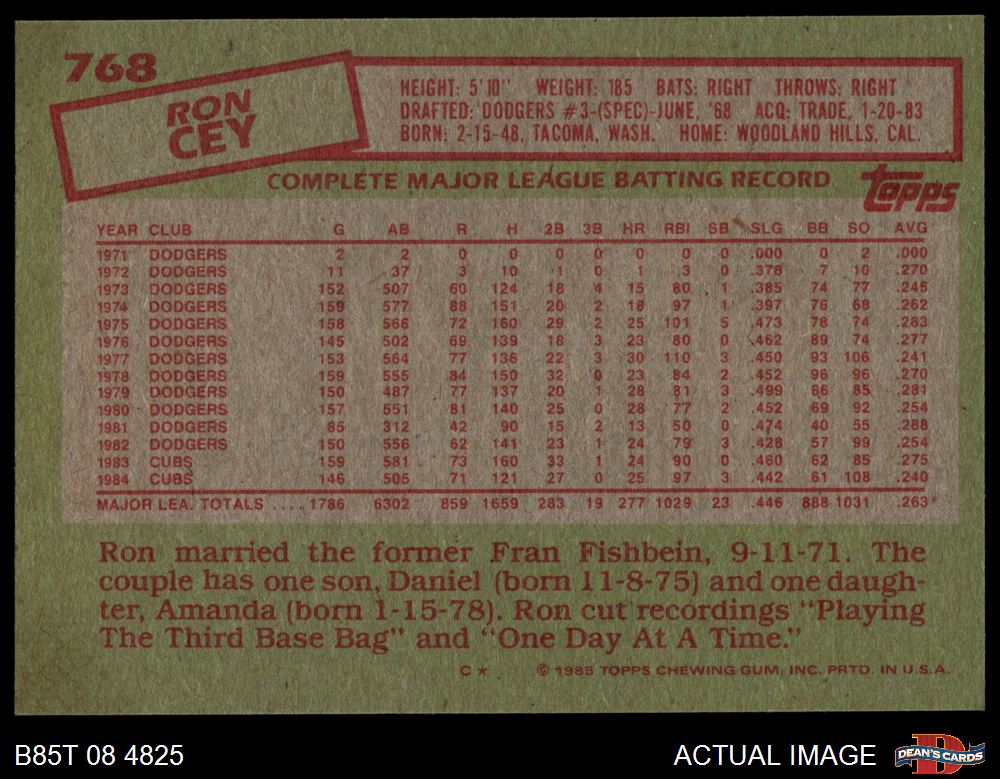 768
RON
CEY
HEIGHT: 5'10" WEIGHT: 185 BATS: RIGHT THROWS: RIGHT
DRAFTED: DODGERS #3-(SPEC)-JUNE, '68 ACQ: TRADE, 1-20-83
BORN: 2-15-48, TACOMA, WASH. HOME: WOODLAND HILLS, CAL.
COMPLETE MAJOR LEAGUE BATTING RECORD
topps
YEAR CLUB G AB R H 2B 3B HR RBI SB SLG BB SO AVG
1971 DODGERS 2 2 0 0 0 0 0 0 0 .000 0 2 .000
1972 DODGERS 11 37 3 10 1 0 1 3 0 .378 7 10 .270
1973 DODGERS 152 507 60 124 18 4 15 80 1 .385 74 77 .245
1974 DODGERS 159 577 88 151 20 2 18 97 1 .397 76 68 .262
1975 DODGERS 158 566 72 160 29 2 25 101 5 .473 78 74 .283
1976 DODGERS 145 502 69 139 18 3 23 80 0 .462 89 74 .277
1977 DODGERS 153 564 77 136 22 3 30 110 3 .450 93 106 .241
1978 DODGERS 159 555 84 150 32 0 23 84 2 .452 96 96 .270
1979 DODGERS 150 487 77 137 20 1 28 81 3 .499 86 85 .281
1980 DODGERS 157 551 81 140 25 0 28 77 2 .452 69 92 .254
1981 DODGERS 85 312 42 90 15 2 13 50 0 .474 40 55 .288
1982 DODGERS 150 556 62 141 23 1 24 79 3 .428 57 99 .254
1983 CUBS 159 581 73 160 33 1 24 90 0 .460 62 85 .275
1984 CUBS 146 505 71 121 27 0 25 97 3 .442 61 108 .240
MAJOR LEA. TOTALS .... 1786 6302 859 1659 283 19 277 1029 23 .446 888 1031 .263
Ron married the former Fran Fishbein, 9-11-71. The
couple has one son, Daniel (born 11-8-75) and one daugh-
ter, Amanda (born 1-15-78). Ron cut recordings "Playing
The Third Base Bag" and "One Day At A Time."
C ★ © 1985 TOPPS CHEWING GUM, INC. PRTD. IN U.S.A.
B85T 08 4825 ACTUAL IMAGE D DEAN'S CARDS